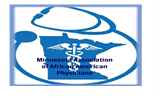 Minnesota Association
of African American
Physicians